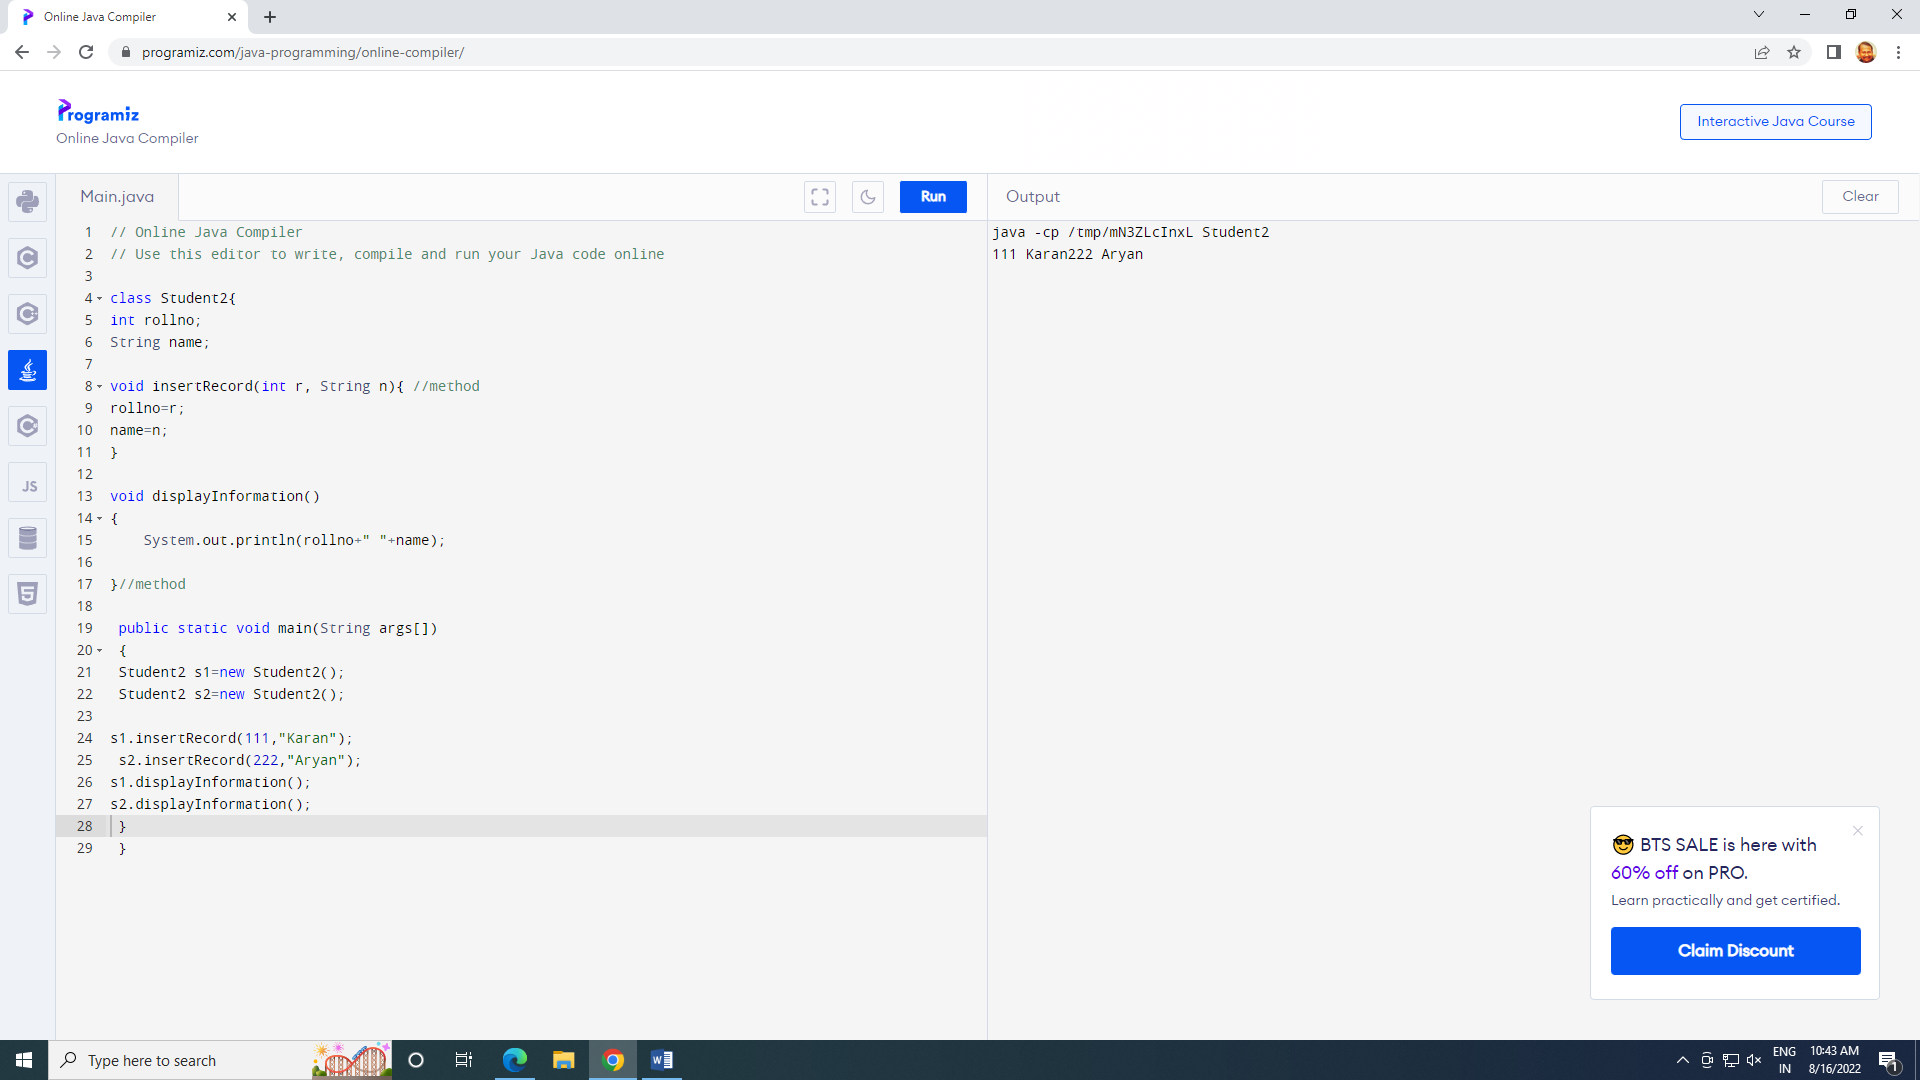 Online Java Compiler
programiz.com/java-programming/online-compiler/
Programiz
Online Java Compiler
Interactive Java Course
Main.java
Run
Output
Clear
1 // Online Java Compiler
2 // Use this editor to write, compile and run your Java code online
3
4 class Student2{
5 int rollno;
6 String name;
7
8 void insertRecord(int r, String n){ //method
9 rollno=r;
10 name=n;
11 }
12
13 void displayInformation()
14 {
15     System.out.println(rollno+" "+name);
16
17 }//method
18
19  public static void main(String args[])
20  {
21  Student2 s1=new Student2();
22  Student2 s2=new Student2();
23
24 s1.insertRecord(111,"Karan");
25  s2.insertRecord(222,"Aryan");
26 s1.displayInformation();
27 s2.displayInformation();
28  }
29  }
java -cp /tmp/mN3ZLcInxL Student2
111 Karan222 Aryan
JS
😎 BTS SALE is here with
60% off on PRO.
Learn practically and get certified.
Claim Discount
Type here to search
ENG
IN
10:43 AM
8/16/2022
1